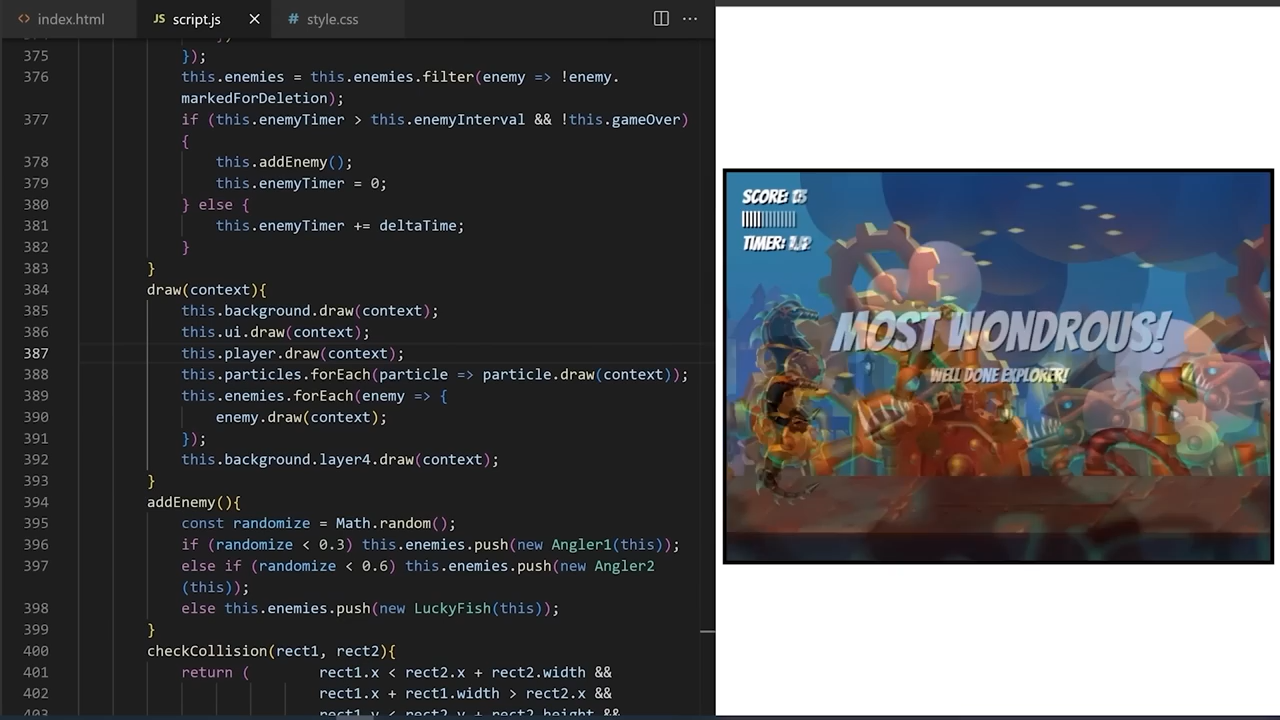 index.html
JS script.js
# style.css
375 });
376 this.enemies = this.enemies.filter(enemy => !enemy.
markedForDeletion);
377 if (this.enemyTimer > this.enemyInterval && !this.gameOver)
{
378 this.addEnemy();
379 this.enemyTimer = 0;
380 } else {
381 this.enemyTimer += deltaTime;
382 }
383 }
384 draw(context){
385 this.background.draw(context);
386 this.ui.draw(context);
387 this.player.draw(context);
388 this.particles.forEach(particle => particle.draw(context));
389 this.enemies.forEach(enemy => {
390 enemy.draw(context);
391 });
392 this.background.layer4.draw(context);
393 }
394 addEnemy(){
395 const randomize = Math.random();
396 if (randomize < 0.3) this.enemies.push(new Angler1(this));
397 else if (randomize < 0.6) this.enemies.push(new Angler2
(this));
398 else this.enemies.push(new LuckyFish(this));
399 }
400 checkCollision(rect1, rect2){
401 return ( rect1.x < rect2.x + rect2.width &&
402 rect1.x + rect1.width > rect2.x &&
403 rect1.y < rect2.y + rect2.height &&
SCORE:
TIMER:
MOST WONDROUS!
WELL DONE EXPLORER!